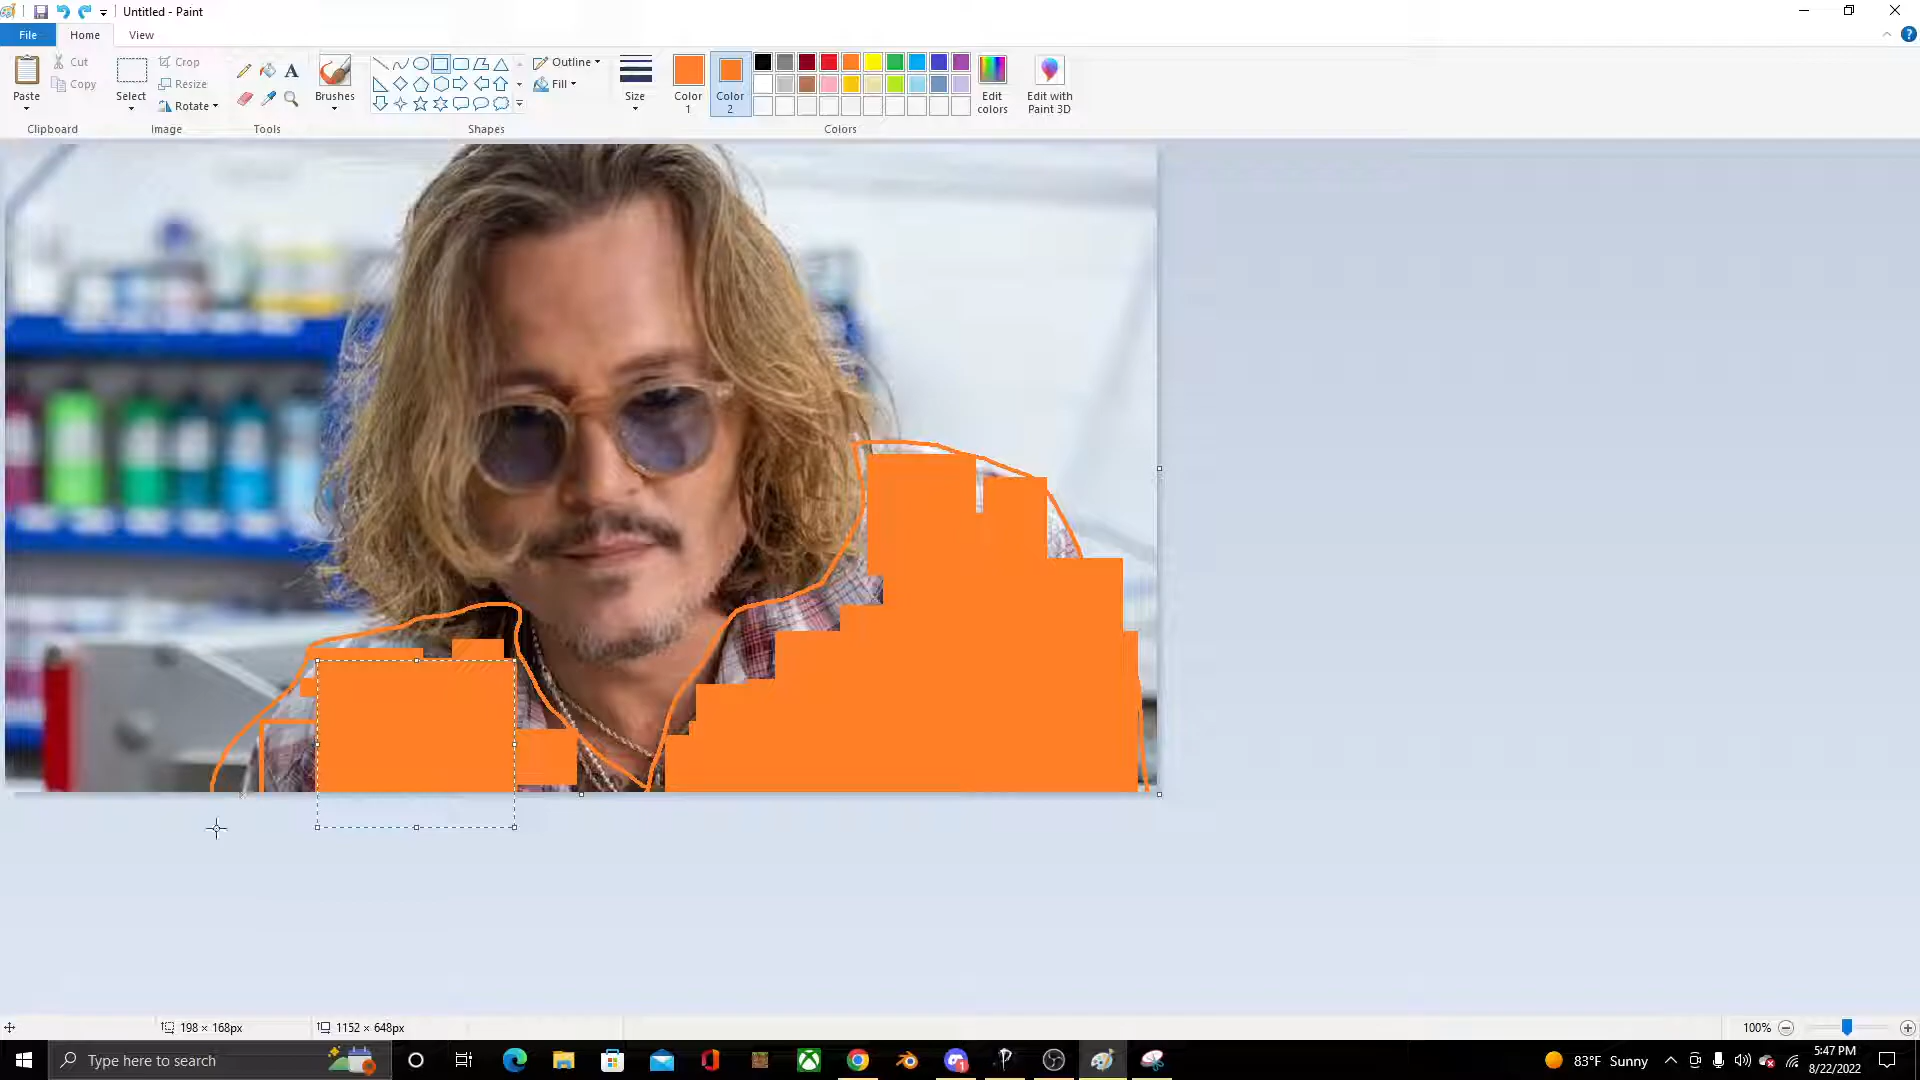 Untitled - Paint
File
Home
View
Paste
Cut
Copy
Clipboard
Select
Crop
Resize
Rotate
Image
Tools
Brushes
Shapes
Outline
Fill
Size
Color 1
Color 2
Edit colors
Edit with Paint 3D
Colors
198 × 168px
1152 × 648px
100%
Type here to search
1
83°F Sunny
5:47 PM
8/22/2022